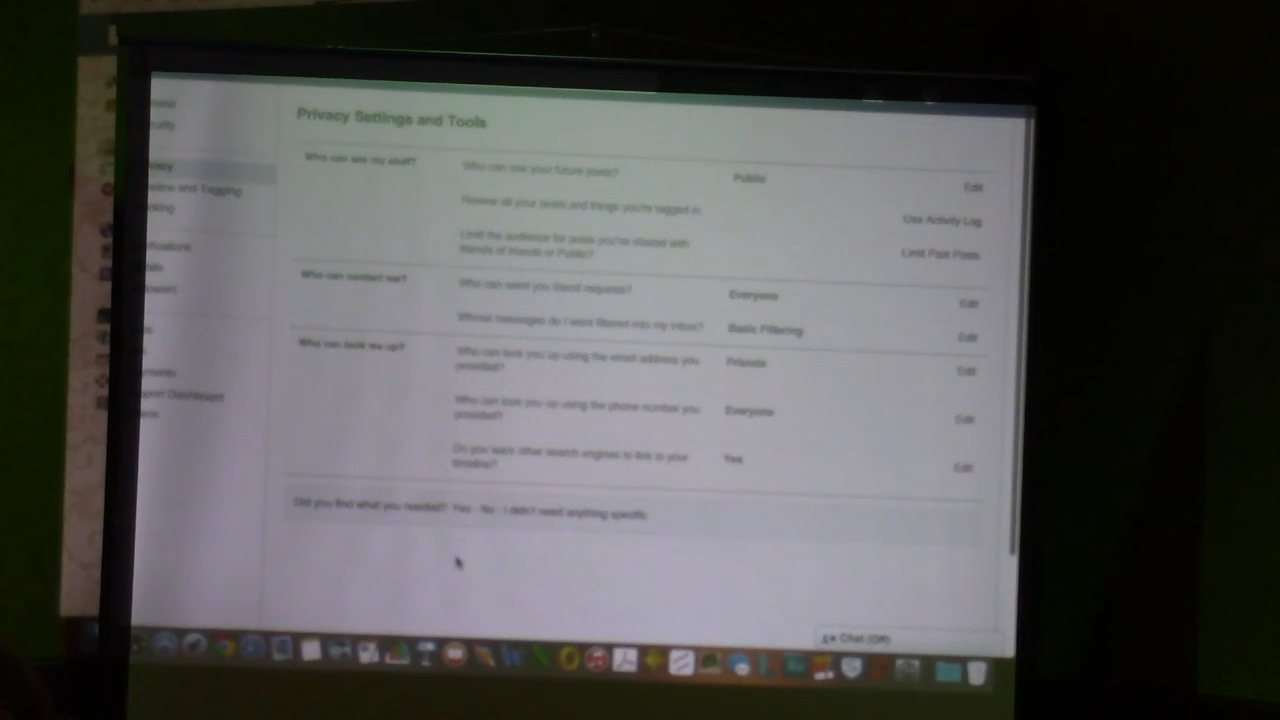 Privacy Settings and Tools
Who can see my stuff?
Who can see your future posts?
Public
Edit
Review all your posts and things you're tagged in
Use Activity Log
Limit the audience for posts you've shared with
friends of friends or Public?
Limit Past Posts
Who can contact me?
Who can send you friend requests?
Everyone
Edit
Whose messages do I want filtered into my inbox?
Basic Filtering
Edit
Who can look me up?
Who can look you up using the email address you
provided?
Friends
Edit
Who can look you up using the phone number you
provided?
Everyone
Edit
Do you want other search engines to link to your
timeline?
Yes
Edit
Did you find what you needed? Yes - No - I didn't need anything specific
and Tagging
Dashboard
Chat (Off)